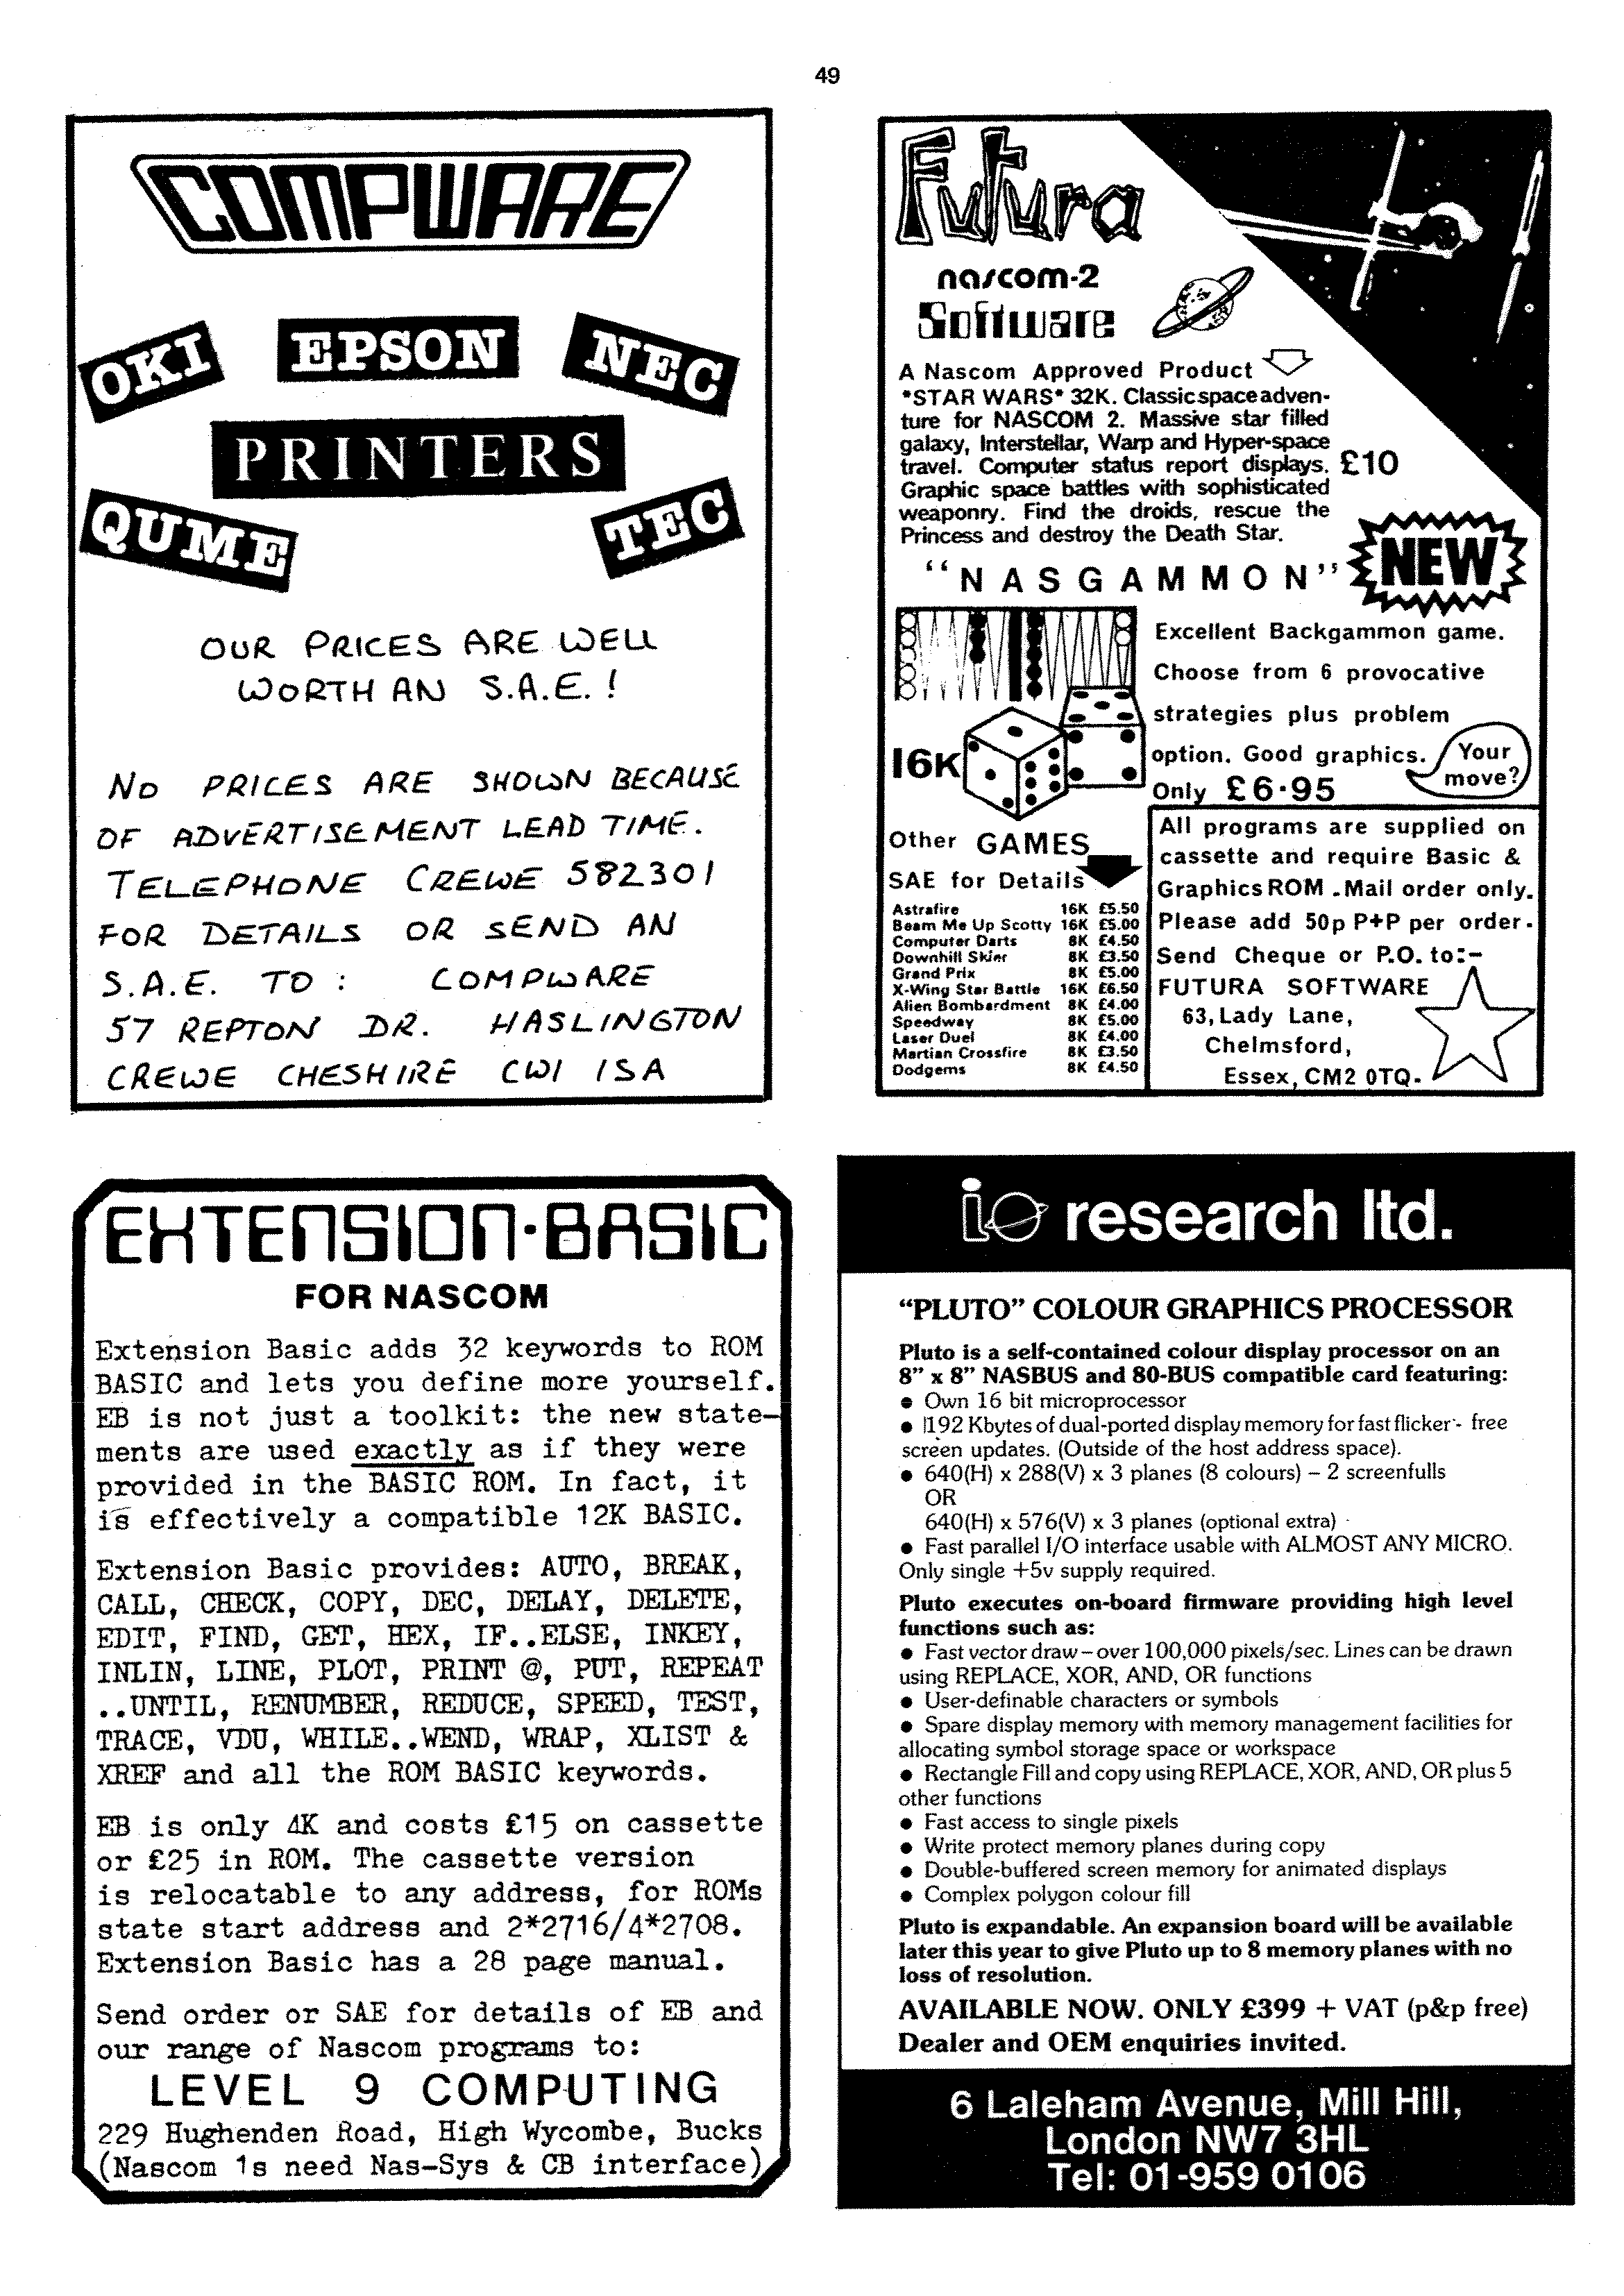 49
COMPWARE
OKI
EPSON
NEC
PRINTERS
QUME
TEC
OUR PRICES ARE WELL
WORTH AN S.A.E. !
NO PRICES ARE SHOWN BECAUSE
OF ADVERTISEMENT LEAD TIME.
TELEPHONE CREWE 582301
FOR DETAILS OR SEND AN
S.A.E. TO : COMPWARE
57 REPTON DR. HASLINGTON
CREWE CHESHIRE CW1 1SA
Futura
nascom-2
Software
A Nascom Approved Product
*STAR WARS* 32K. Classic space adven-
ture for NASCOM 2. Massive star filled
galaxy, Interstellar, Warp and Hyper-space
travel. Computer status report displays. £10
Graphic space battles with sophisticated
weaponry. Find the droids, rescue the
Princess and destroy the Death Star.
"NASGAMMON"
NEW
Excellent Backgammon game.
Choose from 6 provocative
strategies plus problem
option. Good graphics.
Only £6·95
Your
move?
16K
Other GAMES
SAE for Details
Astrafire 16K £5.50
Beam Me Up Scotty 16K £5.00
Computer Darts 8K £4.50
Downhill Skier 8K £3.50
Grand Prix 8K £5.00
X-Wing Star Battle 16K £6.50
Alien Bombardment 8K £4.00
Speedway 8K £5.00
Laser Duel 8K £4.00
Martian Crossfire 8K £3.50
Dodgems 8K £4.50
All programs are supplied on
cassette and require Basic &
Graphics ROM . Mail order only.
Please add 50p P+P per order.
Send Cheque or P.O. to:-
FUTURA SOFTWARE
63, Lady Lane,
Chelmsford,
Essex, CM2 0TQ.
EXTENSION·BASIC
FOR NASCOM
Extension Basic adds 32 keywords to ROM
BASIC and lets you define more yourself.
EB is not just a toolkit: the new state-
ments are used exactly as if they were
provided in the BASIC ROM. In fact, it
is effectively a compatible 12K BASIC.
Extension Basic provides: AUTO, BREAK,
CALL, CHECK, COPY, DEC, DELAY, DELETE,
EDIT, FIND, GET, HEX, IF..ELSE, INKEY,
INLIN, LINE, PLOT, PRINT @, PUT, REPEAT
..UNTIL, RENUMBER, REDUCE, SPEED, TEST,
TRACE, VDU, WHILE..WEND, WRAP, XLIST &
XREF and all the ROM BASIC keywords.
EB is only 4K and costs £15 on cassette
or £25 in ROM. The cassette version
is relocatable to any address, for ROMs
state start address and 2*2716/4*2708.
Extension Basic has a 28 page manual.
Send order or SAE for details of EB and
our range of Nascom programs to:
LEVEL 9 COMPUTING
229 Hughenden Road, High Wycombe, Bucks
(Nascom 1s need Nas-Sys & CB interface)
io research ltd.
"PLUTO" COLOUR GRAPHICS PROCESSOR
Pluto is a self-contained colour display processor on an
8" x 8" NASBUS and 80-BUS compatible card featuring:
● Own 16 bit microprocessor
● 192 Kbytes of dual-ported display memory for fast flicker- free
screen updates. (Outside of the host address space).
● 640(H) x 288(V) x 3 planes (8 colours) – 2 screenfulls
OR
640(H) x 576(V) x 3 planes (optional extra)
● Fast parallel I/O interface usable with ALMOST ANY MICRO.
Only single +5v supply required.
Pluto executes on-board firmware providing high level
functions such as:
● Fast vector draw – over 100,000 pixels/sec. Lines can be drawn
using REPLACE, XOR, AND, OR functions
● User-definable characters or symbols
● Spare display memory with memory management facilities for
allocating symbol storage space or workspace
● Rectangle Fill and copy using REPLACE, XOR, AND, OR plus 5
other functions
● Fast access to single pixels
● Write protect memory planes during copy
● Double-buffered screen memory for animated displays
● Complex polygon colour fill
Pluto is expandable. An expansion board will be available
later this year to give Pluto up to 8 memory planes with no
loss of resolution.
AVAILABLE NOW. ONLY £399 + VAT (p&p free)
Dealer and OEM enquiries invited.
6 Laleham Avenue, Mill Hill,
London NW7 3HL
Tel: 01-959 0106